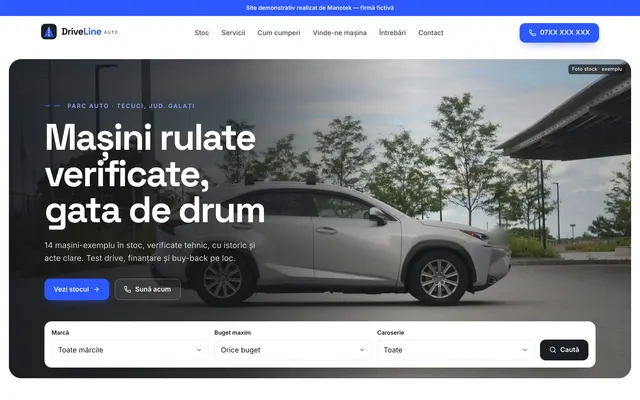 Site demonstrativ realizat de Manotek — firmă fictivă
DriveLine AUTO
Stoc
Servicii
Cum cumperi
Vinde-ne mașina
Întrebări
Contact
07XX XXX XXX
Foto stock · exemplu
PARC AUTO · TECUCI, JUD. GALAȚI
Mașini rulate
verificate,
gata de drum
14 mașini-exemplu în stoc, verificate tehnic, cu istoric și
acte clare. Test drive, finanțare și buy-back pe loc.
Vezi stocul
Sună acum
Marcă
Buget maxim
Caroserie
Toate mărcile
Orice buget
Toate
Caută